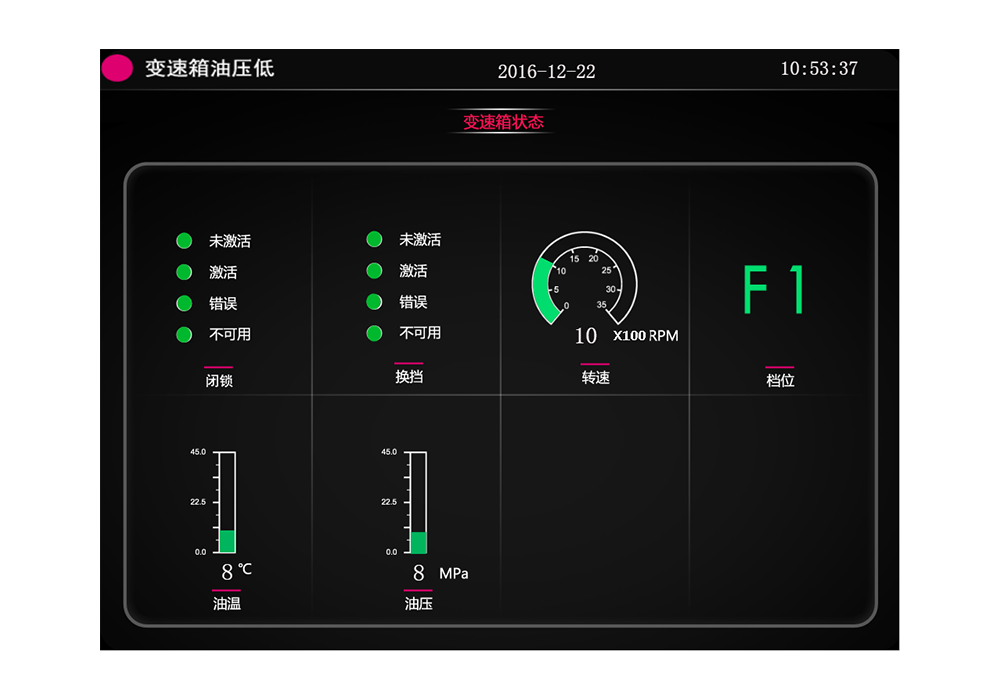 变速箱油压低
2016-12-22
10:53:37
变速箱状态
未激活
激活
错误
不可用
闭锁
未激活
激活
错误
不可用
换挡
0
5
10
15
20
25
30
35
10
X100 RPM
转速
F1
档位
45.0
22.5
0.0
8 ℃
油温
45.0
22.5
0.0
8 MPa
油压